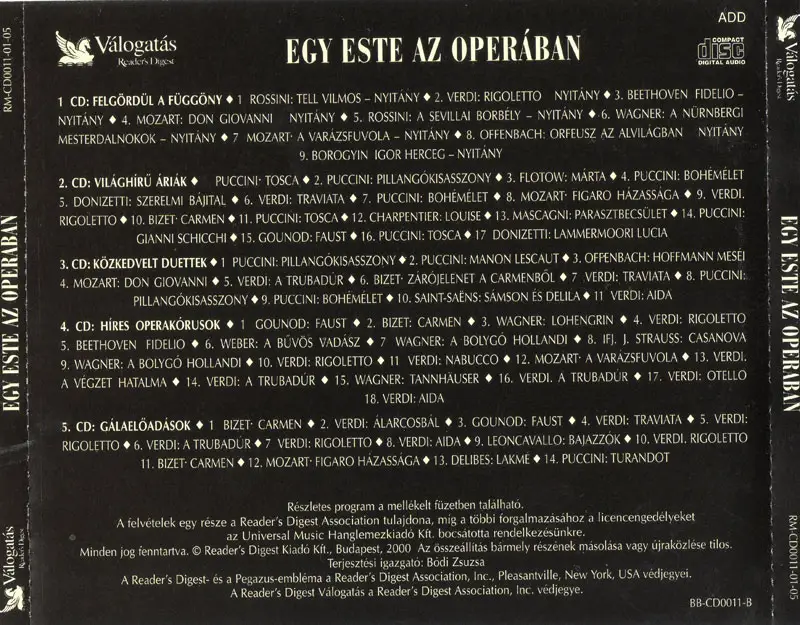 ADD
Válogatás
Reader's Digest
EGY ESTE AZ OPERÁBAN
COMPACT
disc
DIGITAL AUDIO
1 CD: FELGÖRDÜL A FÜGGÖNY ♦ 1 ROSSINI: TELL VILMOS – NYITÁNY ♦ 2. VERDI: RIGOLETTO NYITÁNY ♦ 3. BEETHOVEN FIDELIO –
NYITÁNY ♦ 4. MOZART: DON GIOVANNI NYITÁNY ♦ 5. ROSSINI: A SEVILLAI BORBÉLY – NYITÁNY ♦ 6. WAGNER: A NÜRNBERGI
MESTERDALNOKOK – NYITÁNY ♦ 7 MOZART· A VARÁZSFUVOLA – NYITÁNY ♦ 8. OFFENBACH: ORFEUSZ AZ ALVILÁGBAN NYITÁNY
9. BOROGYIN IGOR HERCEG – NYITÁNY
2. CD: VILÁGHÍRŰ ÁRIÁK ♦ PUCCINI· TOSCA ♦ 2. PUCCINI: PILLANGÓKISASSZONY ♦ 3. FLOTOW: MÁRTA ♦ 4. PUCCINI: BOHÉMÉLET
5. DONIZETTI: SZERELMI BÁJITAL ♦ 6. VERDI: TRAVIATA ♦ 7. PUCCINI: BOHÉMÉLET ♦ 8. MOZART· FIGARO HÁZASSÁGA ♦ 9. VERDI.
RIGOLETTO ♦ 10. BIZET· CARMEN ♦ 11. PUCCINI: TOSCA ♦ 12. CHARPENTIER: LOUISE ♦ 13. MASCAGNI: PARASZTBECSÜLET ♦ 14. PUCCINI:
GIANNI SCHICCHI ♦ 15. GOUNOD: FAUST ♦ 16. PUCCINI: TOSCA ♦ 17 DONIZETTI: LAMMERMOORI LUCIA
3. CD: KÖZKEDVELT DUETTEK ♦ 1 PUCCINI: PILLANGÓKISASSZONY ♦ 2. PUCCINI: MANON LESCAUT ♦ 3. OFFENBACH: HOFFMANN MESÉI
4. MOZART: DON GIOVANNI ♦ 5. VERDI: A TRUBADÚR ♦ 6. BIZET· ZÁRÓJELENET A CARMENBŐL ♦ 7 VERDI: TRAVIATA ♦ 8. PUCCINI:
PILLANGÓKISASSZONY ♦ 9. PUCCINI: BOHÉMÉLET ♦ 10. SAINT-SAËNS: SÁMSON ÉS DELILA ♦ 11 VERDI: AIDA
4. CD: HÍRES OPERAKÓRUSOK ♦ 1 GOUNOD: FAUST ♦ 2. BIZET: CARMEN ♦ 3. WAGNER: LOHENGRIN ♦ 4. VERDI: RIGOLETTO
5. BEETHOVEN FIDELIO ♦ 6. WEBER: A BŰVÖS VADÁSZ ♦ 7 WAGNER: A BOLYGÓ HOLLANDI ♦ 8. IFJ. J. STRAUSS: CASANOVA
9. WAGNER: A BOLYGÓ HOLLANDI ♦ 10. VERDI: RIGOLETTO ♦ 11 VERDI: NABUCCO ♦ 12. MOZART: A VARÁZSFUVOLA ♦ 13. VERDI.
A VÉGZET HATALMA ♦ 14. VERDI: A TRUBADÚR ♦ 15. WAGNER: TANNHÄUSER ♦ 16. VERDI. A TRUBADÚR ♦ 17. VERDI: OTELLO
18. VERDI: AIDA
5. CD: GÁLAELŐADÁSOK ♦ 1 BIZET· CARMEN ♦ 2. VERDI: ÁLARCOSBÁL ♦ 3. GOUNOD: FAUST ♦ 4. VERDI: TRAVIATA ♦ 5. VERDI:
RIGOLETTO ♦ 6. VERDI: A TRUBADÚR ♦ 7 VERDI: RIGOLETTO ♦ 8. VERDI: AIDA ♦ 9. LEONCAVALLO: BAJAZZÓK ♦ 10. VERDI. RIGOLETTO
11. BIZET: CARMEN ♦ 12. MOZART· FIGARO HÁZASSÁGA ♦ 13. DELIBES: LAKMÉ ♦ 14. PUCCINI: TURANDOT
Részletes program a mellékelt füzetben található.
A felvételek egy része a Reader's Digest Association tulajdona, míg a többi forgalmazásához a licencengedélyeket
az Universal Music Hanglemezkiadó Kft. bocsátotta rendelkezésünkre.
Minden jog fenntartva. © Reader's Digest Kiadó Kft., Budapest, 2000 Az összeállítás bármely részének másolása vagy újraközlése tilos.
Terjesztési igazgató: Bódi Zsuzsa
A Reader's Digest- és a Pegazus-embléma a Reader's Digest Association, Inc., Pleasantville, New York, USA védjegyei.
A Reader's Digest Válogatás a Reader's Digest Association, Inc. védjegye.
BB-CD0011-B
RM-CD0011-01-05
EGY ESTE AZ OPERÁBAN
Válogatás
Reader's Digest
Válogatás
Reader's Digest
EGY ESTE AZ OPERÁBAN
RM-CD0011-01-05